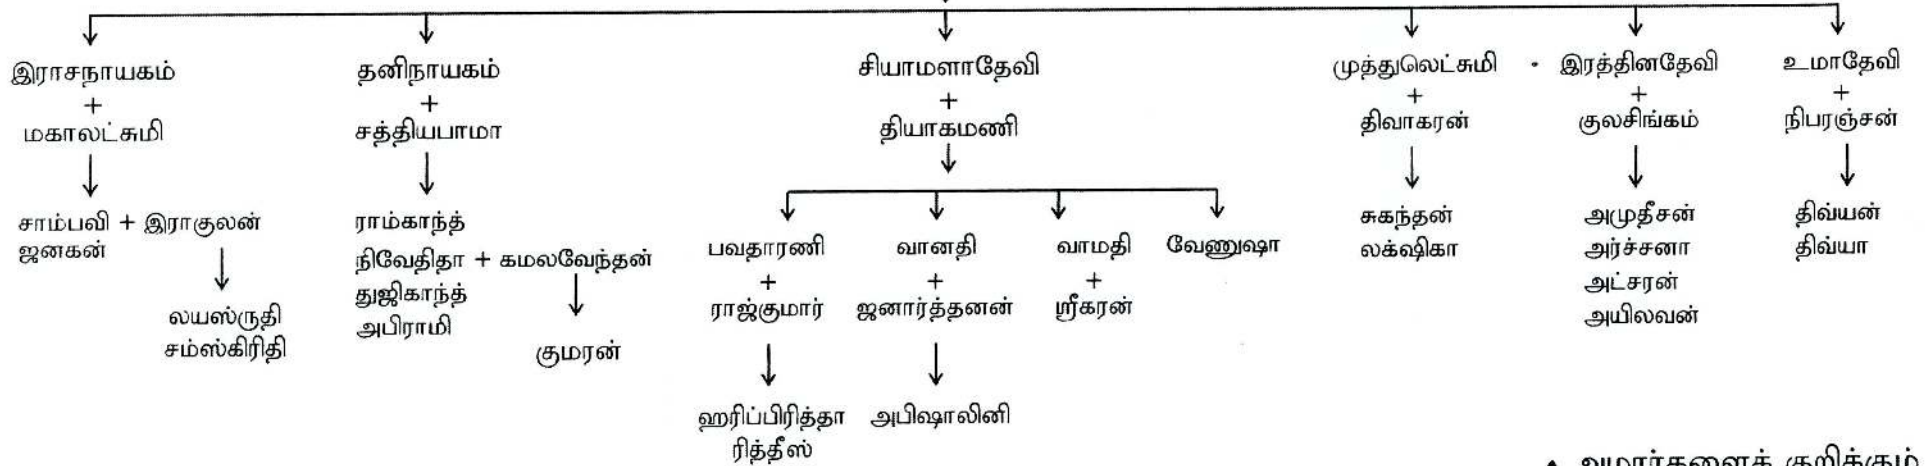 இராசநாயகம்
+
மகாலட்சுமி
சாம்பவி + இராகுலன்
ஜனகன்
லயஸ்ருதி
சம்ஸ்கிரிதி
தனிநாயகம்
+
சத்தியபாமா
ராம்காந்த்
நிவேதிதா + கமலவேந்தன்
துஜிகாந்த்
அபிராமி
குமரன்
சியாமளாதேவி
+
தியாகமணி
பவதாரணி
+
ராஜ்குமார்
ஹரிப்பிரித்தா
ரித்தீஸ்
வானதி
+
ஜனார்த்தனன்
அபிஷாலினி
வாமதி
+
ஸ்ரீகரன்
வேணுஷா
முத்துலெட்சுமி
+
திவாகரன்
சுகந்தன்
லக்ஷிகா
இரத்தினதேவி
+
குலசிங்கம்
அமுதீசன்
அர்ச்சனா
அட்சரன்
அயிலவன்
உமாதேவி
+
நிபரஞ்சன்
திவ்யன்
திவ்யா
அமரர்களைக் குறிக்கும்